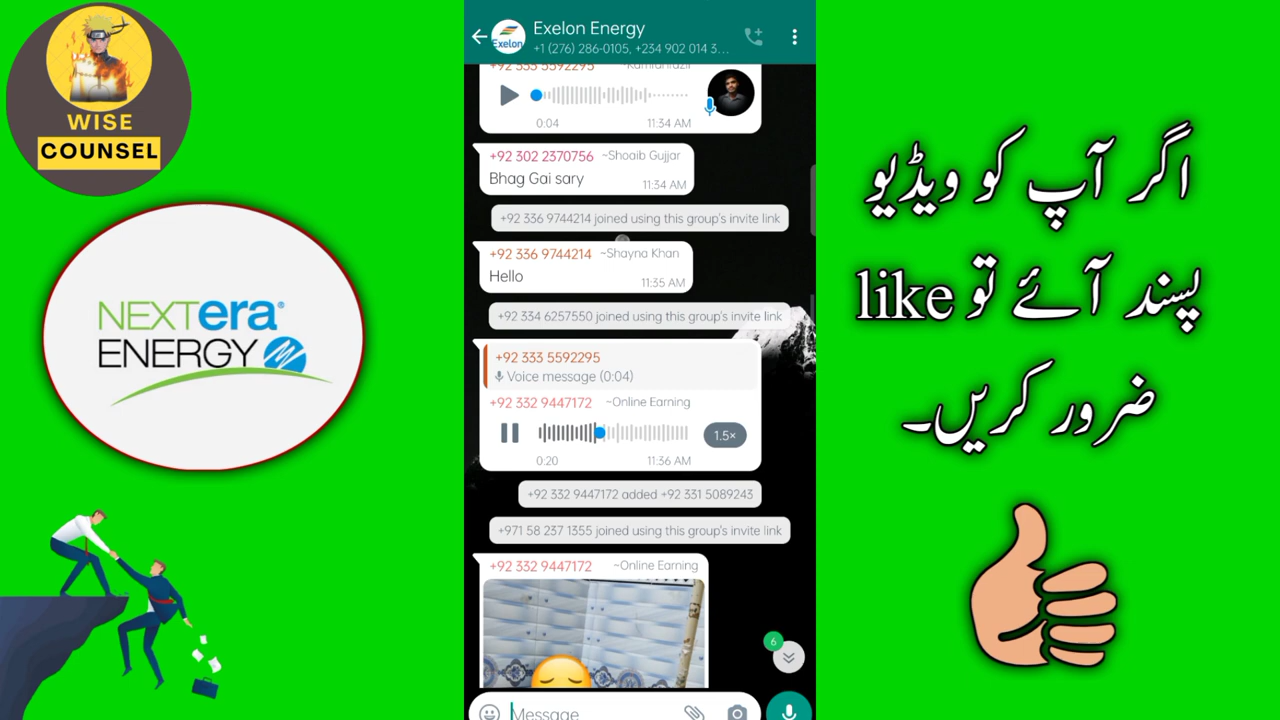 WISE
COUNSEL
NEXTera®
ENERGY
Exelon Energy
Exelon
+1 (276) 286-0105, +234 902 014 3...
+92 333 5592295 ~Kamrannazir
0:04 11:34 AM
+92 302 2370756 ~Shoaib Gujjar
Bhag Gai sary 11:34 AM
+92 336 9744214 joined using this group's invite link
+92 336 9744214 ~Shayna Khan
Hello 11:35 AM
+92 334 6257550 joined using this group's invite link
+92 333 5592295
Voice message (0:04)
+92 332 9447172 ~Online Earning
1.5×
0:20 11:36 AM
+92 332 9447172 added +92 331 5089243
+971 58 237 1355 joined using this group's invite link
+92 332 9447172 ~Online Earning
6
Message
اگر آپ کو ویڈیو
پسند آئے تو like
ضرور کریں۔